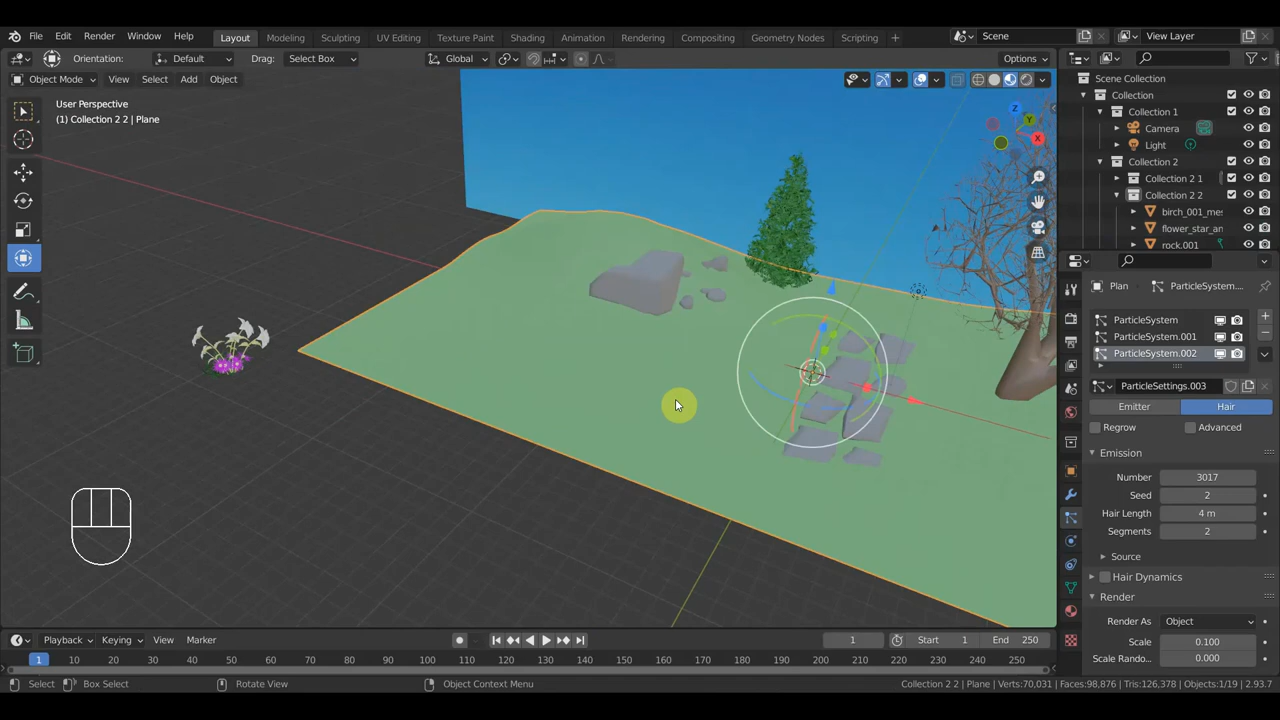 File Edit Render Window Help Layout Modeling Sculpting UV Editing Texture Paint Shading Animation Rendering Compositing Geometry Nodes Scripting + Scene View Layer
Orientation: Default Drag: Select Box Global Options
Object Mode View Select Add Object
User Perspective
(1) Collection 2 2 | Plane
Z
Y
X
Scene Collection
Collection
Collection 1
Camera
Light
Collection 2
Collection 2 1
Collection 2 2
birch_001_mes
flower_star_an
rock.001
Plan ParticleSystem....
ParticleSystem
ParticleSystem.001
ParticleSystem.002
ParticleSettings.003
Emitter Hair
Regrow Advanced
Emission
Number 3017
Seed 2
Hair Length 4 m
Segments 2
Source
Hair Dynamics
Render
Render As Object
Scale 0.100
Scale Rando... 0.000
Playback Keying View Marker 1 Start 1 End 250
1 10 20 30 40 50 60 70 80 90 100 110 120 130 140 150 160 170 180 190 200 210 220 230 240 250
Select Box Select Rotate View Object Context Menu Collection 2 2 | Plane | Verts:70,031 | Faces:98,876 | Tris:126,378 | Objects:1/19 | 2.93.7